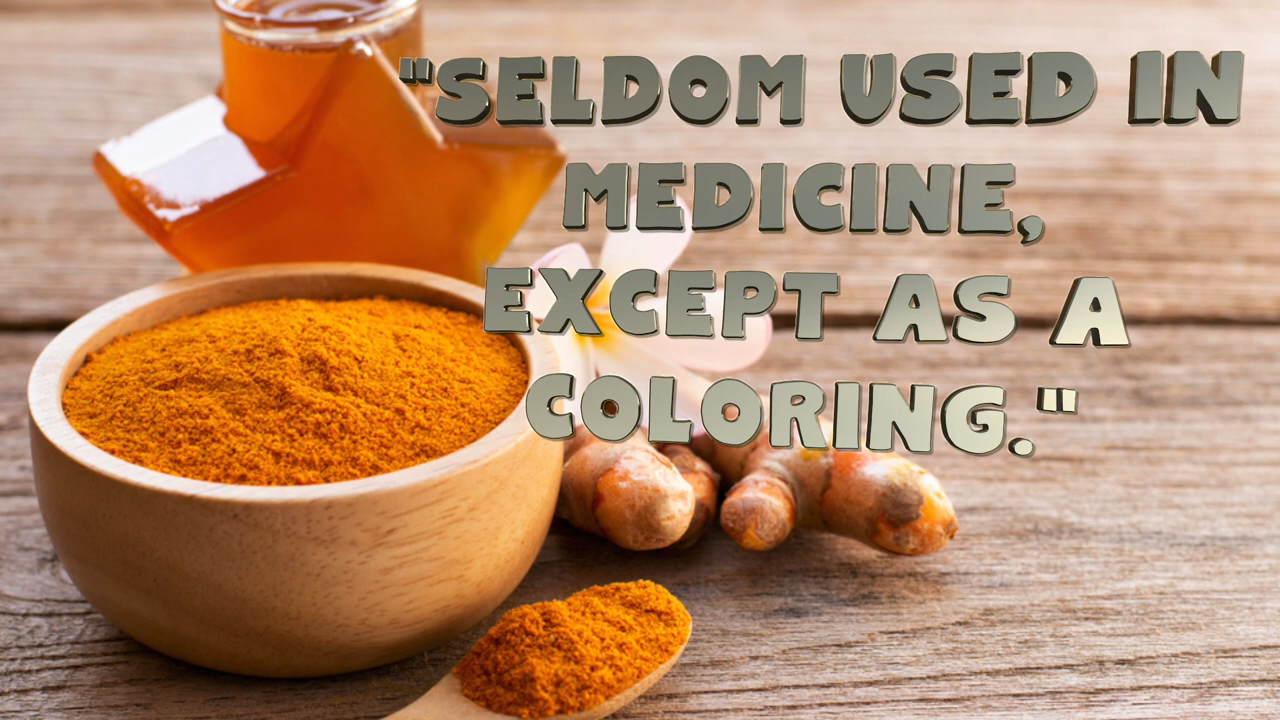 "SELDOM USED IN
MEDICINE,
EXCEPT AS A
COLORING."